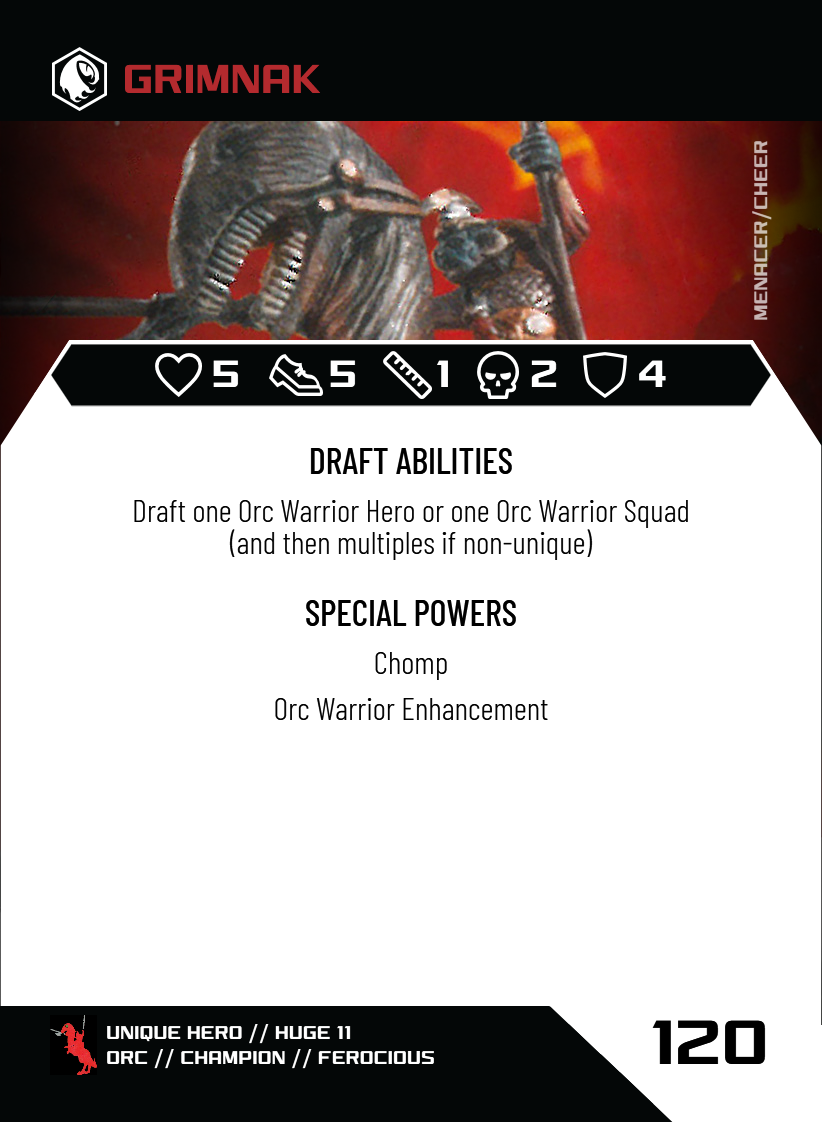 GRIMNAK
MENACER/CHEER
5 5 1 2 4
DRAFT ABILITIES
Draft one Orc Warrior Hero or one Orc Warrior Squad
(and then multiples if non-unique)
SPECIAL POWERS
Chomp
Orc Warrior Enhancement
UNIQUE HERO // HUGE 11
ORC // CHAMPION // FEROCIOUS
120